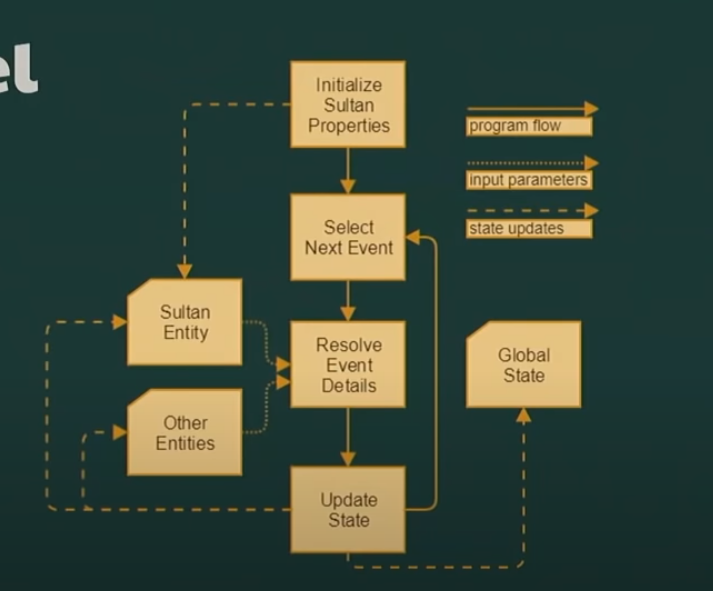 el
Initialize
Sultan
Properties
program flow
input parameters
state updates
Select
Next Event
Sultan
Entity
Resolve
Event
Details
Global
State
Other
Entities
Update
State